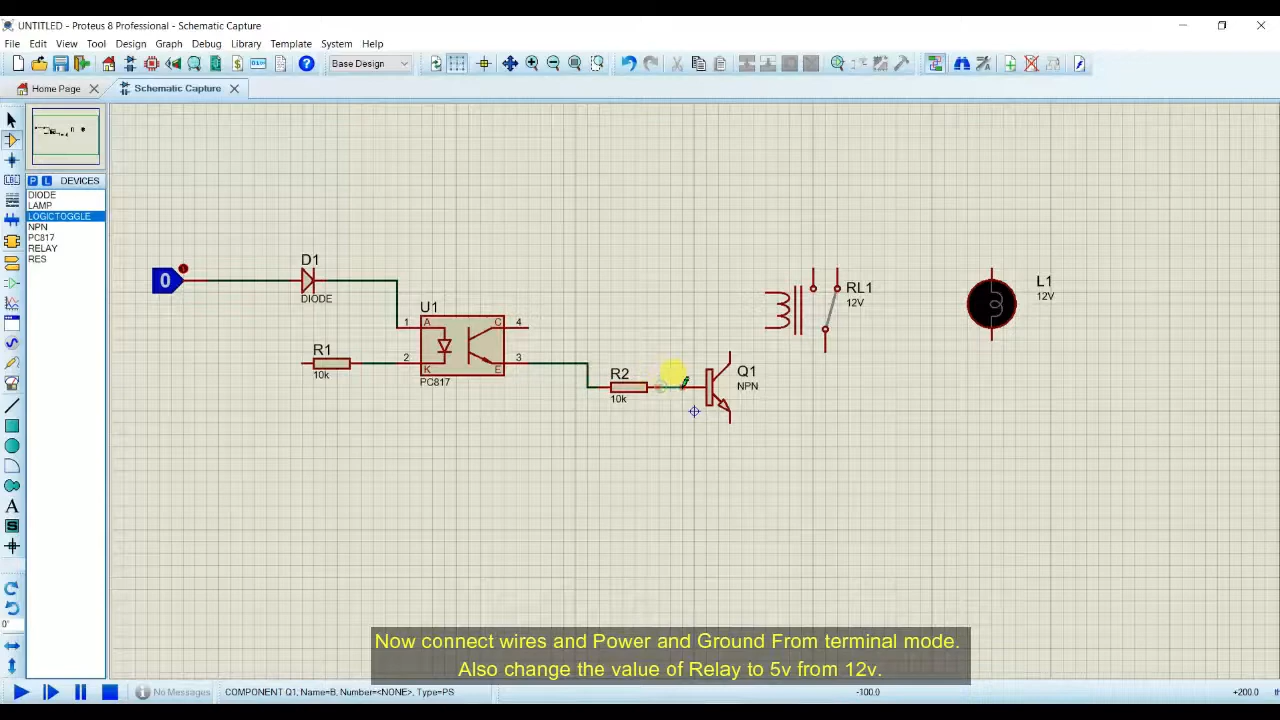 UNTITLED - Proteus 8 Professional - Schematic Capture
File Edit View Tool Design Graph Debug Library Template System Help
Base Design
Home Page
Schematic Capture
P L DEVICES
DIODE
LAMP
LOGICTOGGLE
NPN
PC817
RELAY
RES
LBL
A
S
0°
0
D1
DIODE
U1
1
A
C
4
2
K
E
3
PC817
R1
10k
R2
10k
Q1
NPN
RL1
12V
L1
12V
Now connect wires and Power and Ground From terminal mode.
Also change the value of Relay to 5v from 12v.
No Messages
COMPONENT Q1, Name=B, Number=<NONE>, Type=PS
-100.0
+200.0